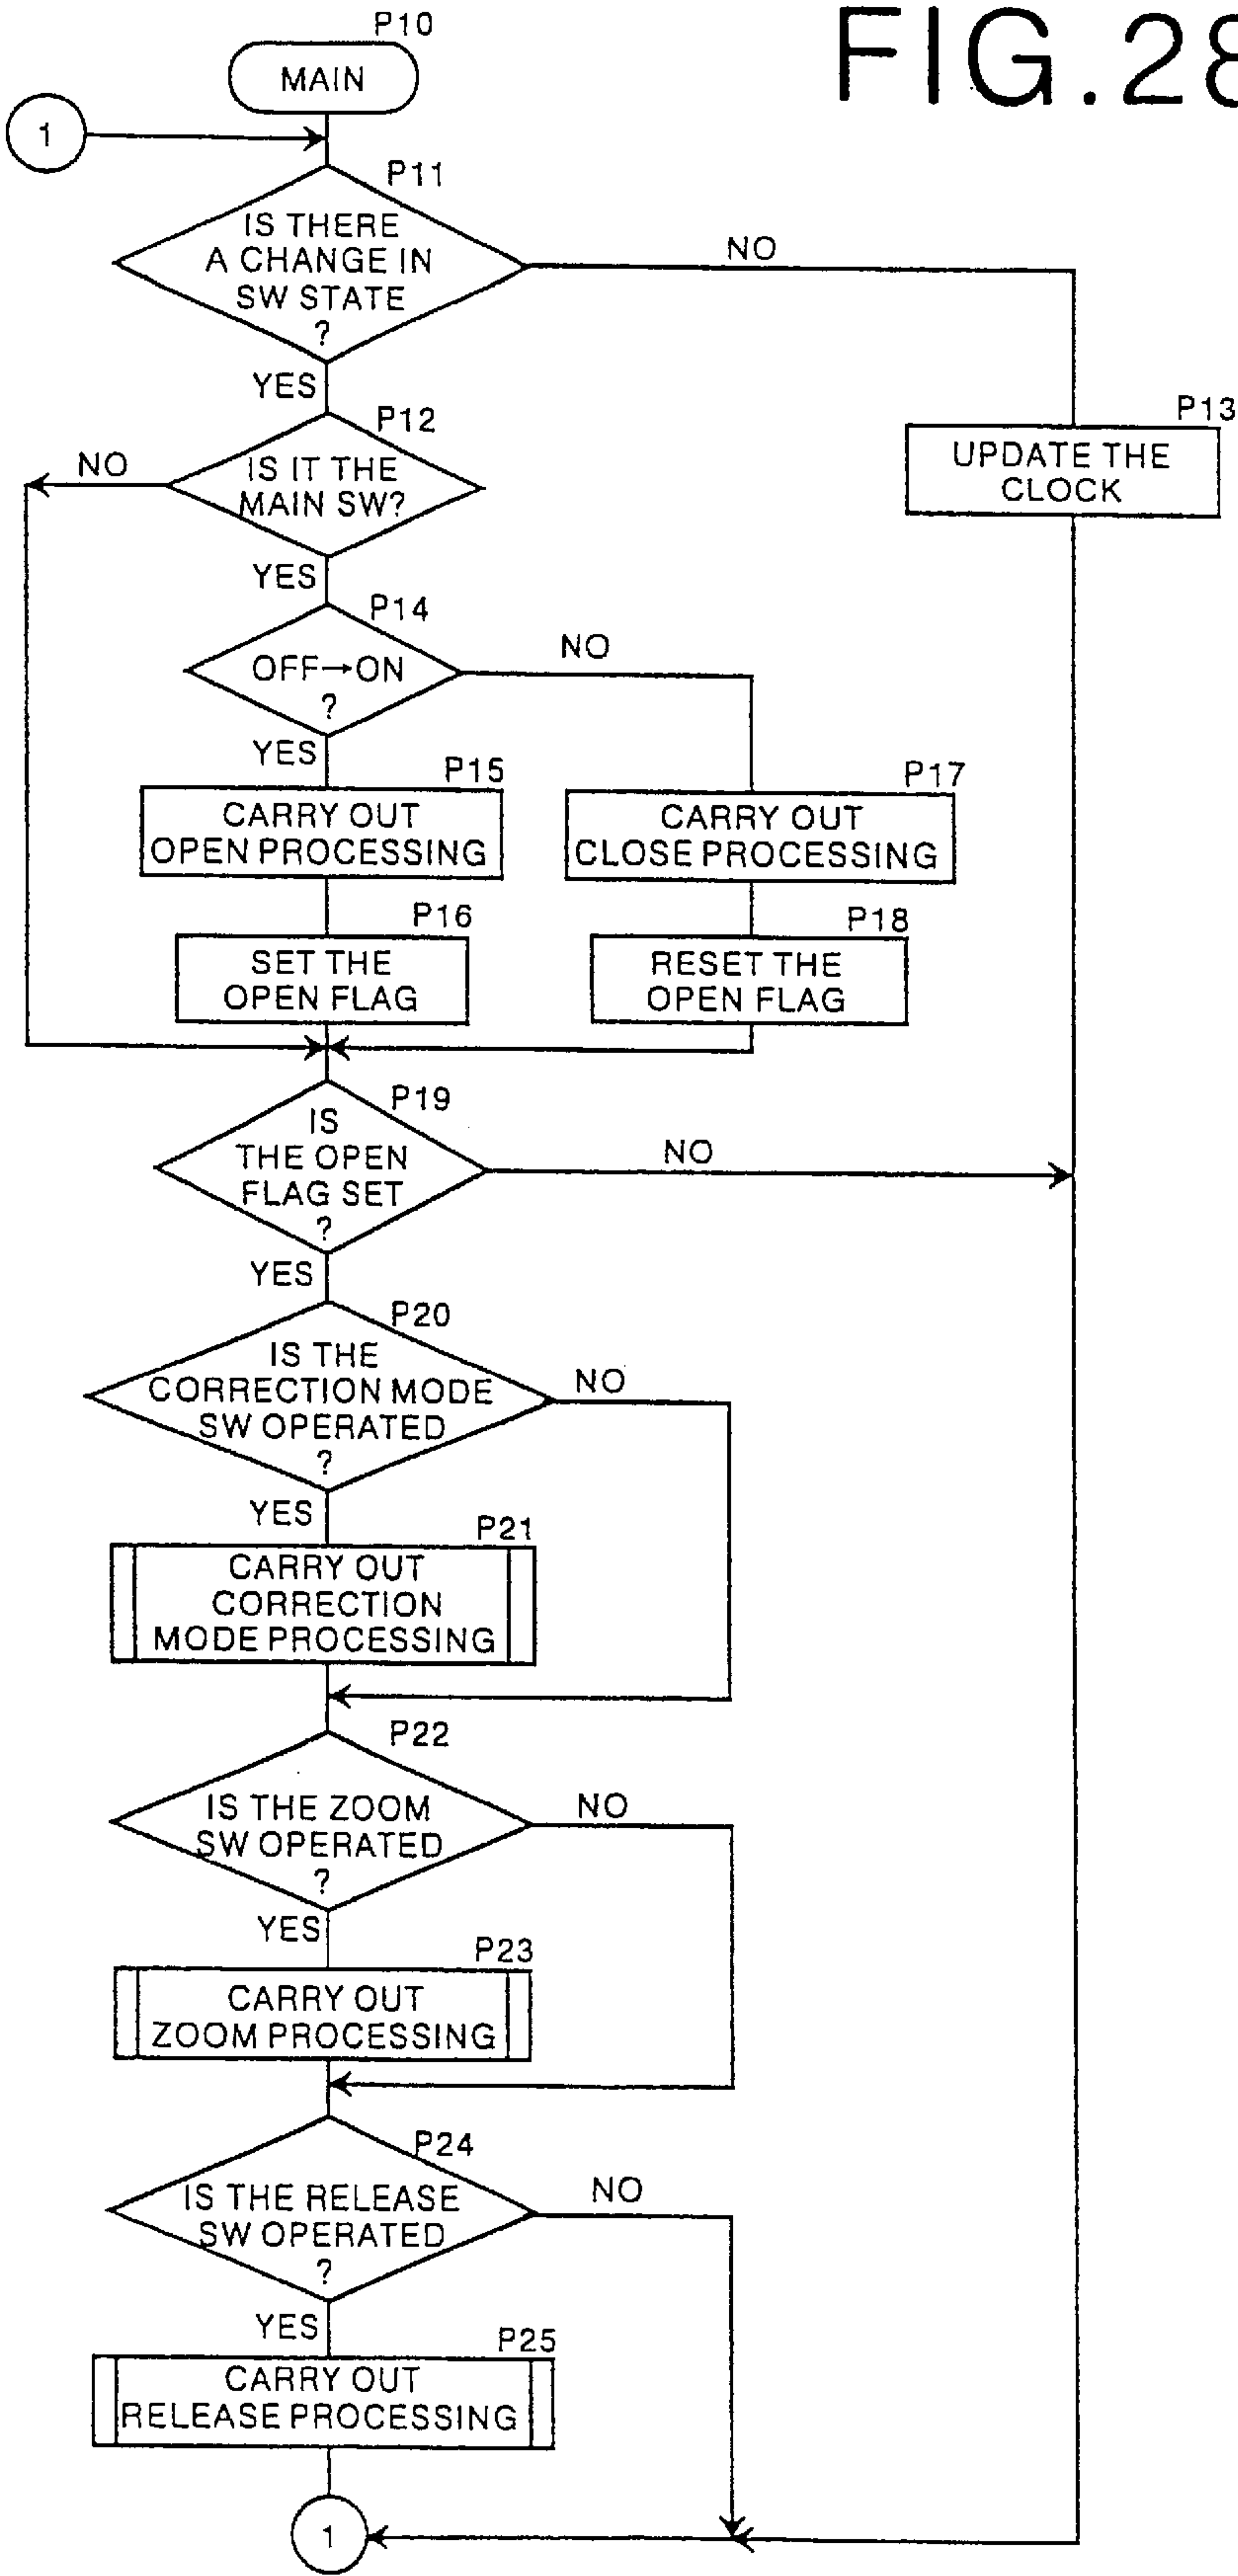 FIG.28
P10
MAIN
1
P11
IS THERE
A CHANGE IN
SW STATE
?
NO
YES
P12
IS IT THE
MAIN SW?
NO
P13
UPDATE THE
CLOCK
YES
P14
OFF→ON
?
NO
YES
P15
CARRY OUT
OPEN PROCESSING
P17
CARRY OUT
CLOSE PROCESSING
P16
SET THE
OPEN FLAG
P18
RESET THE
OPEN FLAG
P19
IS
THE OPEN
FLAG SET
?
NO
YES
P20
IS THE
CORRECTION MODE
SW OPERATED
?
NO
YES
P21
CARRY OUT
CORRECTION
MODE PROCESSING
P22
IS THE ZOOM
SW OPERATED
?
NO
YES
P23
CARRY OUT
ZOOM PROCESSING
P24
IS THE RELEASE
SW OPERATED
?
NO
YES
P25
CARRY OUT
RELEASE PROCESSING
1